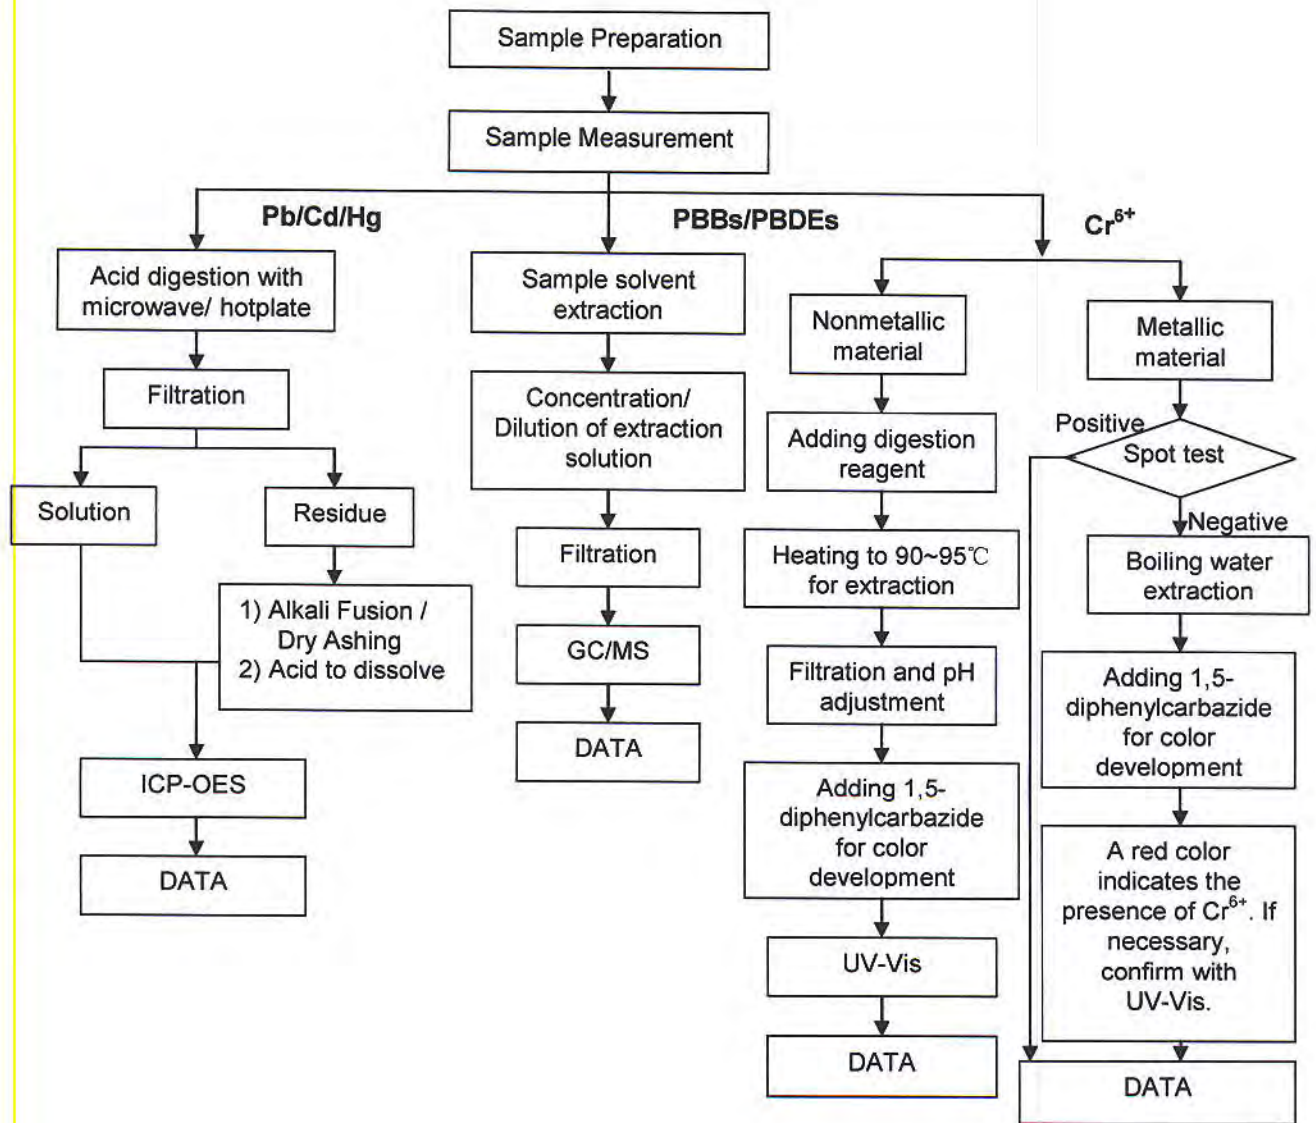 Sample Preparation
Sample Measurement
Pb/Cd/Hg
PBBs/PBDEs
Cr⁶⁺
Acid digestion with
microwave/ hotplate
Filtration
Solution
Residue
1) Alkali Fusion /
Dry Ashing
2) Acid to dissolve
ICP-OES
DATA
Sample solvent
extraction
Concentration/
Dilution of extraction
solution
Filtration
GC/MS
DATA
Nonmetallic
material
Adding digestion
reagent
Heating to 90~95℃
for extraction
Filtration and pH
adjustment
Adding 1,5-
diphenylcarbazide
for color
development
UV-Vis
DATA
Metallic
material
Positive
Spot test
Negative
Boiling water
extraction
Adding 1,5-
diphenylcarbazide
for color
development
A red color
indicates the
presence of Cr⁶⁺. If
necessary,
confirm with
UV-Vis.
DATA